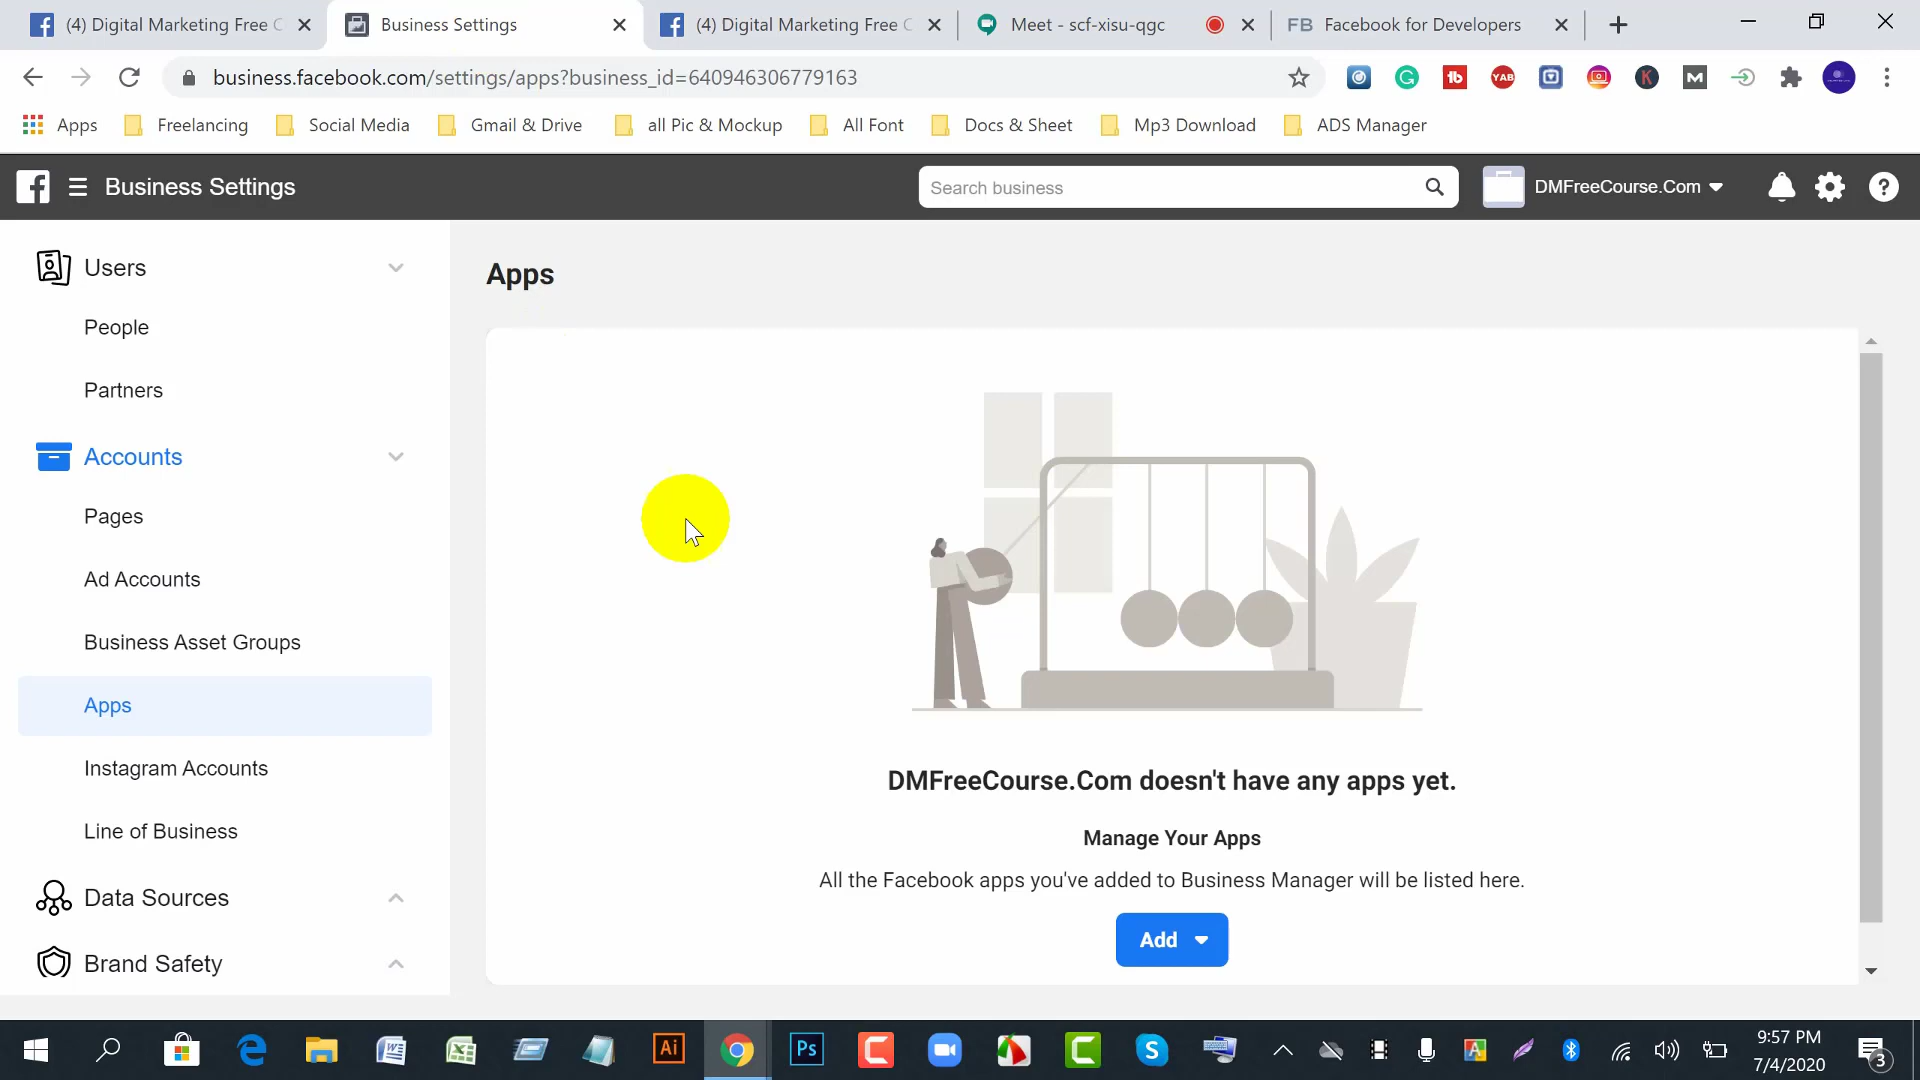 (4) Digital Marketing Free C
Business Settings
(4) Digital Marketing Free C
Meet - scf-xisu-qgc
FB Facebook for Developers
business.facebook.com/settings/apps?business_id=640946306779163
Apps
Freelancing
Social Media
Gmail & Drive
all Pic & Mockup
All Font
Docs & Sheet
Mp3 Download
ADS Manager
Business Settings
Search business
DMFreeCourse.Com
Users
People
Partners
Accounts
Pages
Ad Accounts
Business Asset Groups
Apps
Instagram Accounts
Line of Business
Data Sources
Brand Safety
Apps
DMFreeCourse.Com doesn't have any apps yet.
Manage Your Apps
All the Facebook apps you've added to Business Manager will be listed here.
Add
9:57 PM
7/4/2020
3